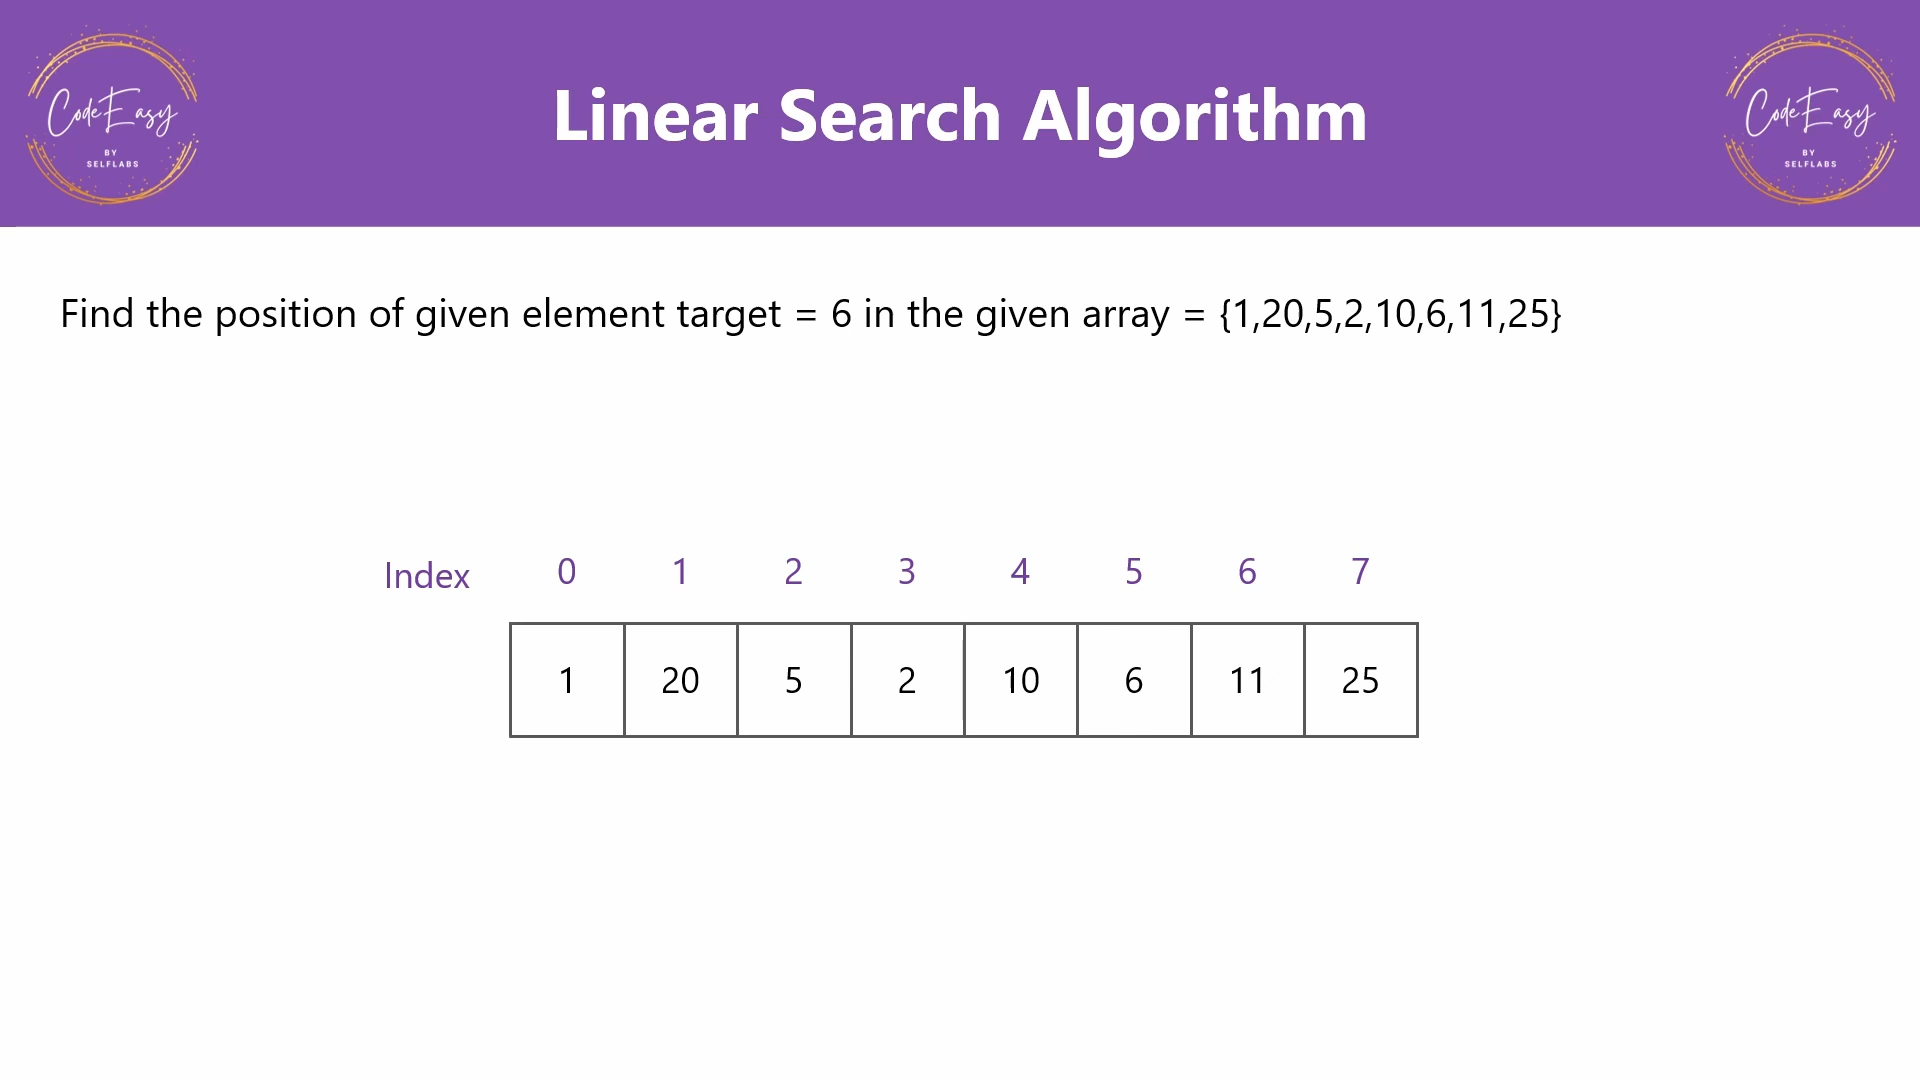 CodeEasy
BY
SELFLABS
Linear Search Algorithm
CodeEasy
BY
SELFLABS
Find the position of given element target = 6 in the given array = {1,20,5,2,10,6,11,25}
Index 0 1 2 3 4 5 6 7
1 20 5 2 10 6 11 25